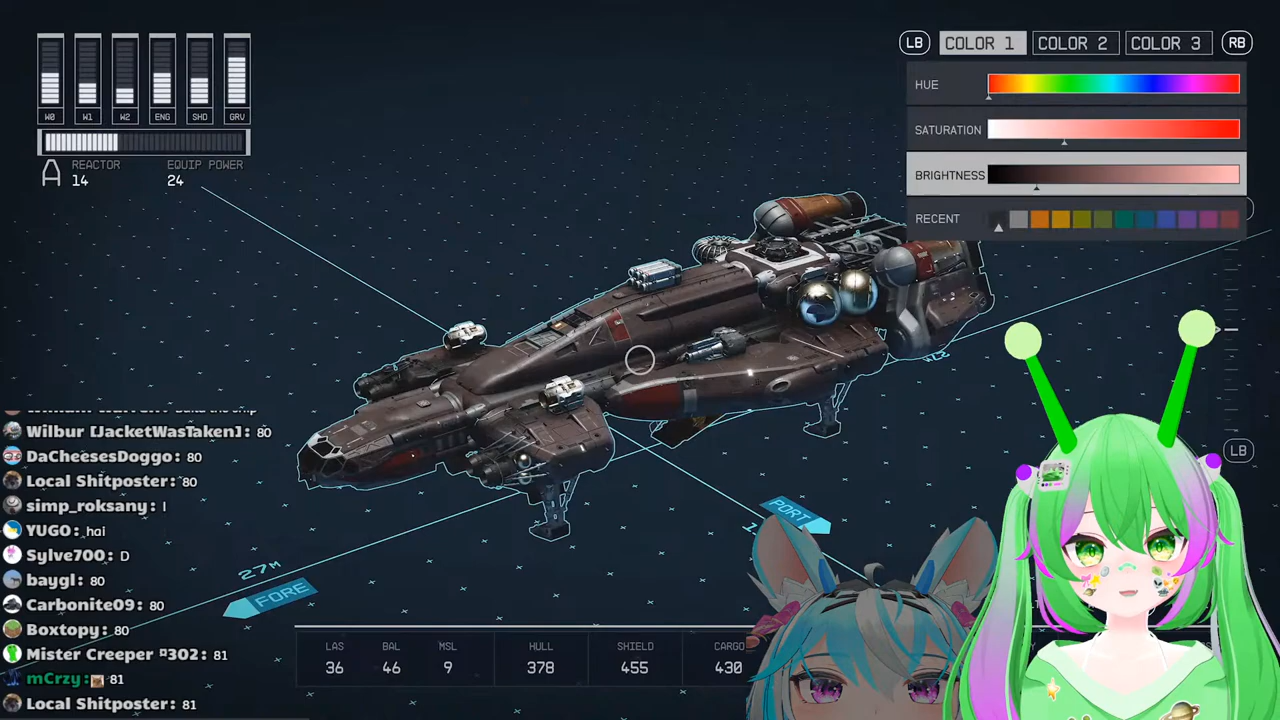 LB COLOR 1 COLOR 2 COLOR 3 RB
HUE
SATURATION
BRIGHTNESS
RECENT
W0 W1 W2 ENG SHD GRV
REACTOR EQUIP POWER
A 14 24
LB
PORT
27M
FORE
Wilbur [JacketWasTaken]: 80
DaCheesesDoggo: 80
Local Shitposter: 80
simp_roksany: I
YUGO: hai
Sylve700: D
baygl: 80
Carbonite09: 80
Boxtopy: 80
Mister Creeper ¤302: 81
mCrzy: 81
Local Shitposter: 81
LAS BAL MSL HULL SHIELD CARGO
36 46 9 378 455 430